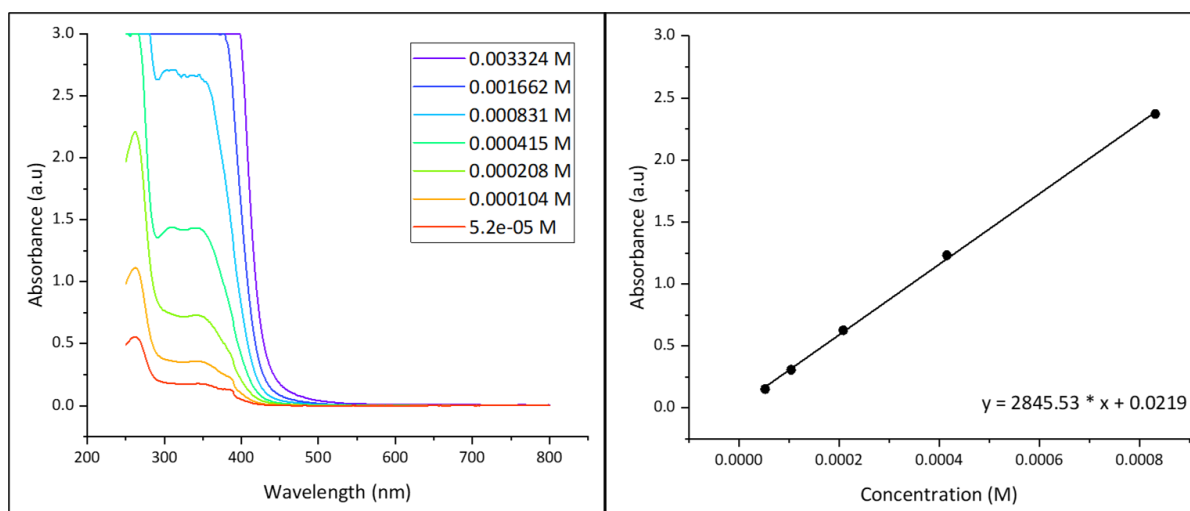 3.0
2.5
2.0
1.5
1.0
0.5
0.0
Absorbance (a.u)
200
300
400
500
600
700
800
Wavelength (nm)
0.003324 M
0.001662 M
0.000831 M
0.000415 M
0.000208 M
0.000104 M
5.2e-05 M
3.0
2.5
2.0
1.5
1.0
0.5
0.0
Absorbance (a.u)
y = 2845.53 * x + 0.0219
0.0000
0.0002
0.0004
0.0006
0.0008
Concentration (M)